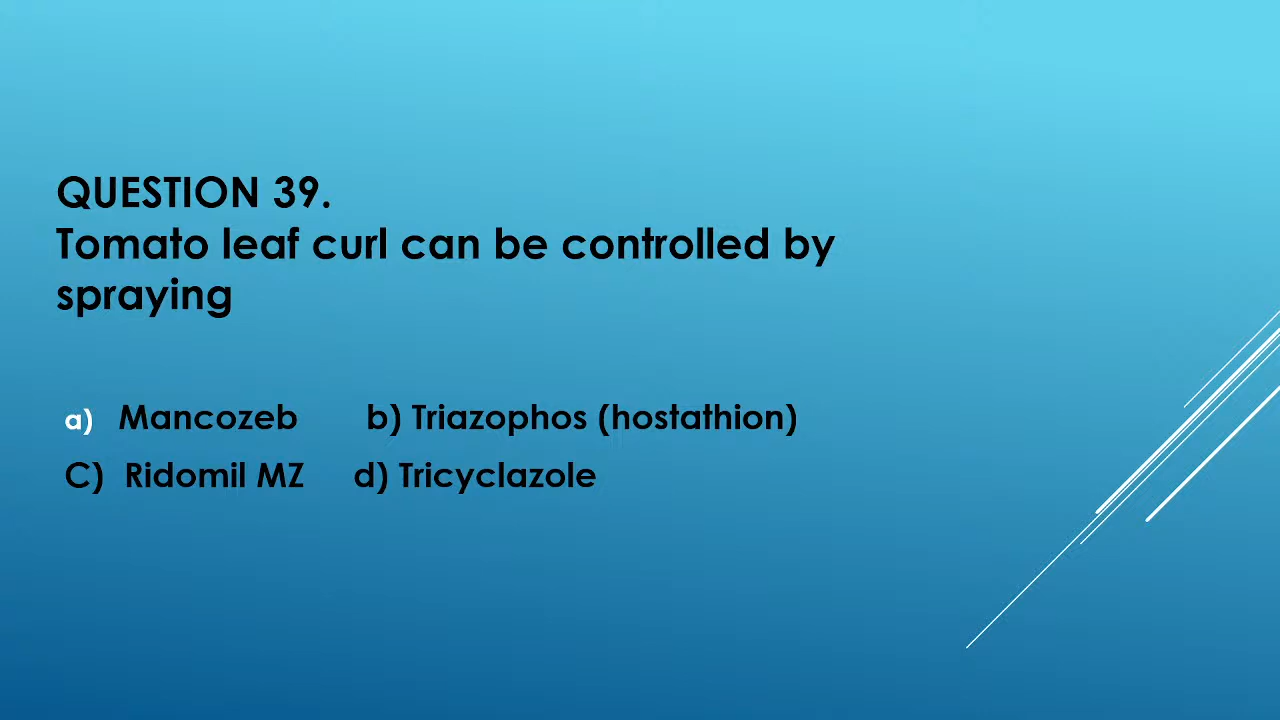 QUESTION 39.
Tomato leaf curl can be controlled by
spraying
a) Mancozeb b) Triazophos (hostathion)
C) Ridomil MZ d) Tricyclazole